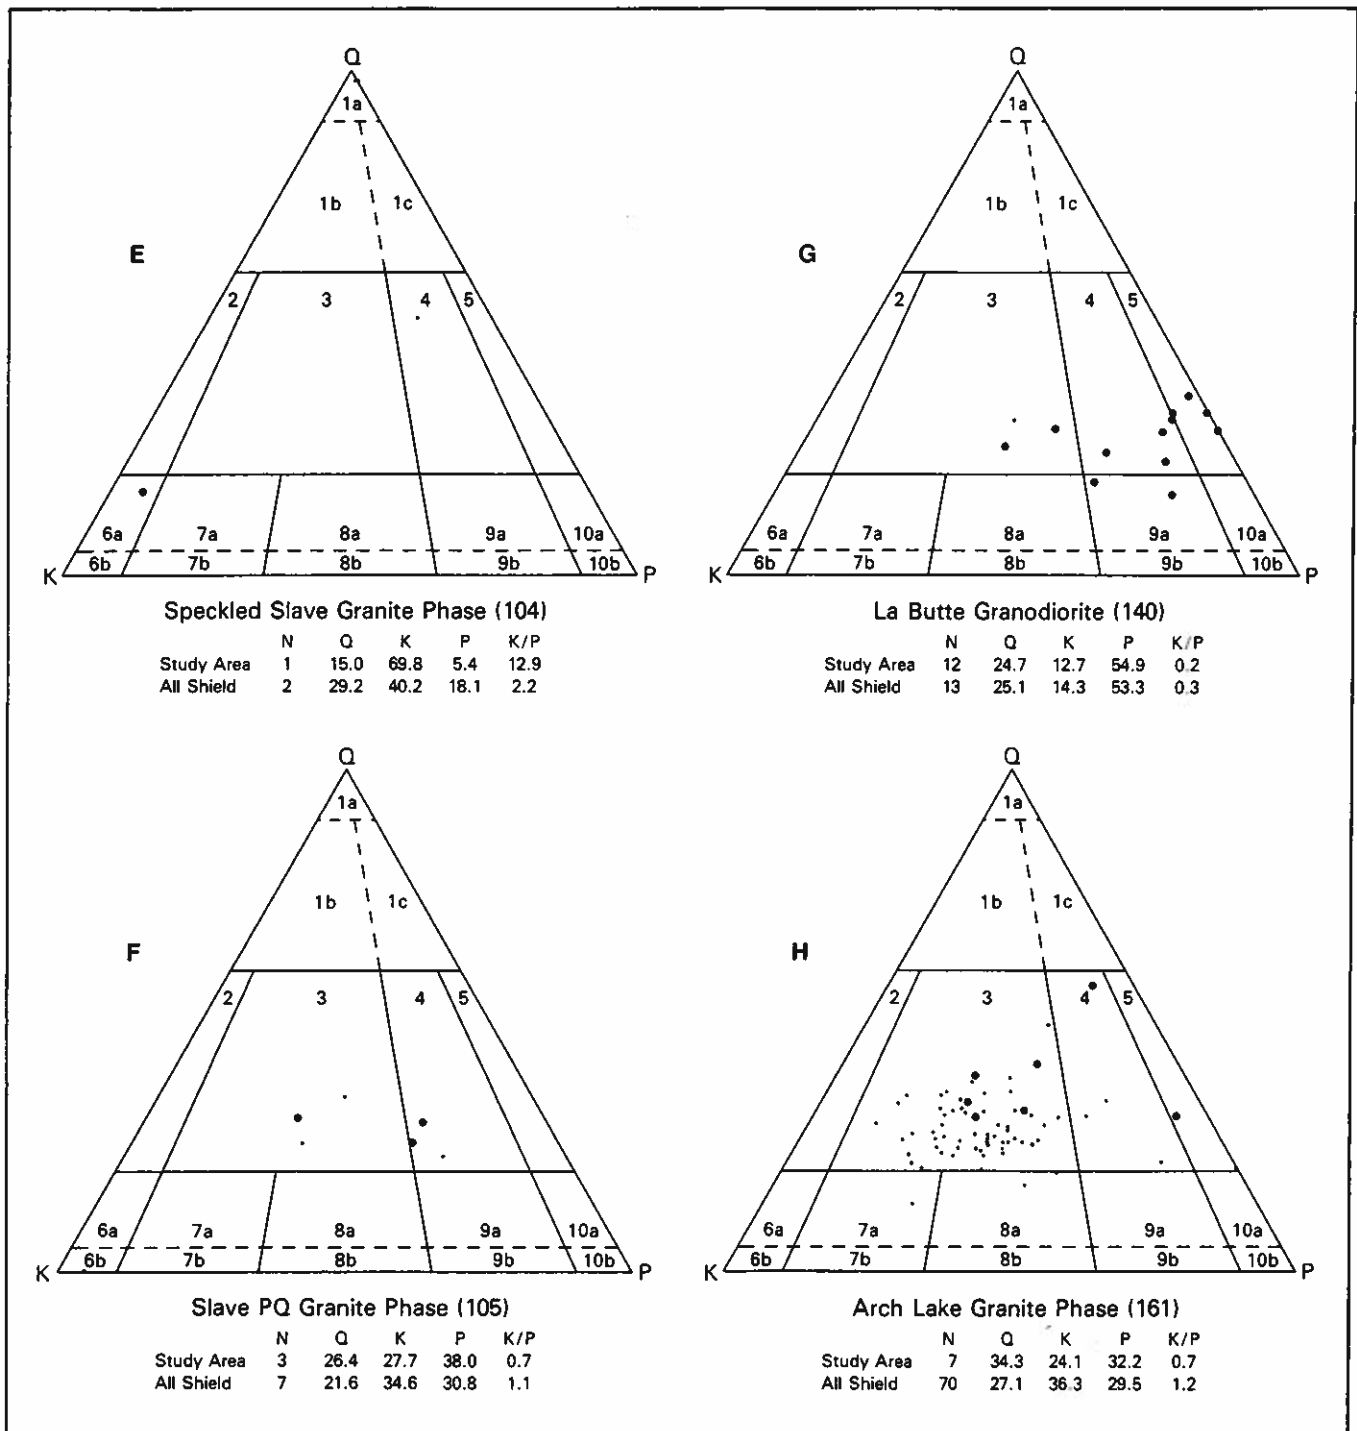 Q
1a
1b 1c
E
2 3 4 5
6a 7a 8a 9a 10a
K 6b 7b 8b 9b 10b P
Speckled Slave Granite Phase (104)
N Q K P K/P
Study Area 1 15.0 69.8 5.4 12.9
All Shield 2 29.2 40.2 18.1 2.2
Q
1a
1b 1c
G
2 3 4 5
6a 7a 8a 9a 10a
K 6b 7b 8b 9b 10b P
La Butte Granodiorite (140)
N Q K P K/P
Study Area 12 24.7 12.7 54.9 0.2
All Shield 13 25.1 14.3 53.3 0.3
Q
1a
1b 1c
F
2 3 4 5
6a 7a 8a 9a 10a
K 6b 7b 8b 9b 10b P
Slave PQ Granite Phase (105)
N Q K P K/P
Study Area 3 26.4 27.7 38.0 0.7
All Shield 7 21.6 34.6 30.8 1.1
Q
1a
1b 1c
H
2 3 4 5
6a 7a 8a 9a 10a
K 6b 7b 8b 9b 10b P
Arch Lake Granite Phase (161)
N Q K P K/P
Study Area 7 34.3 24.1 32.2 0.7
All Shield 70 27.1 36.3 29.5 1.2